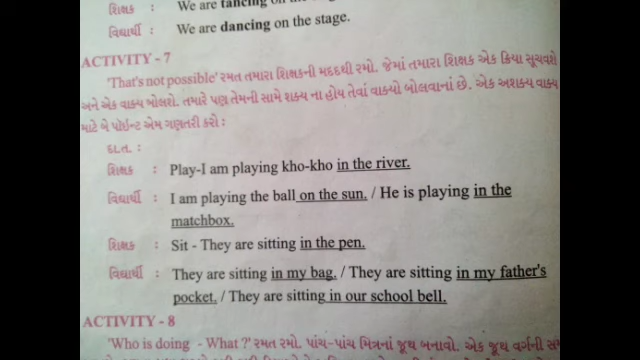 શિક્ષક : We are tancing on the
વિદ્યાર્થી : We are dancing on the stage.
ACTIVITY - 7
'That's not possible' રમત તમારા શિક્ષકની મદદથી રમો. જેમાં તમારા શિક્ષક એક ક્રિયા સૂચવશે
અને એક વાક્ય બોલશે. તમારે પણ તેમની સામે શક્ય ના હોય તેવાં વાક્યો બોલવાનાં છે. એક અશક્ય વાક્ય
માટે બે પૉઇન્ટ એમ ગણતરી કરો :
દા.ત. :
શિક્ષક : Play-I am playing kho-kho in the river.
વિદ્યાર્થી : I am playing the ball on the sun. / He is playing in the
matchbox.
શિક્ષક : Sit - They are sitting in the pen.
વિદ્યાર્થી : They are sitting in my bag. / They are sitting in my father's
pocket. / They are sitting in our school bell.
ACTIVITY - 8
'Who is doing - What ?' રમત રમો. પાંચ-પાંચ મિત્રનાં જૂથ બનાવો. એક જૂથ વર્ગની